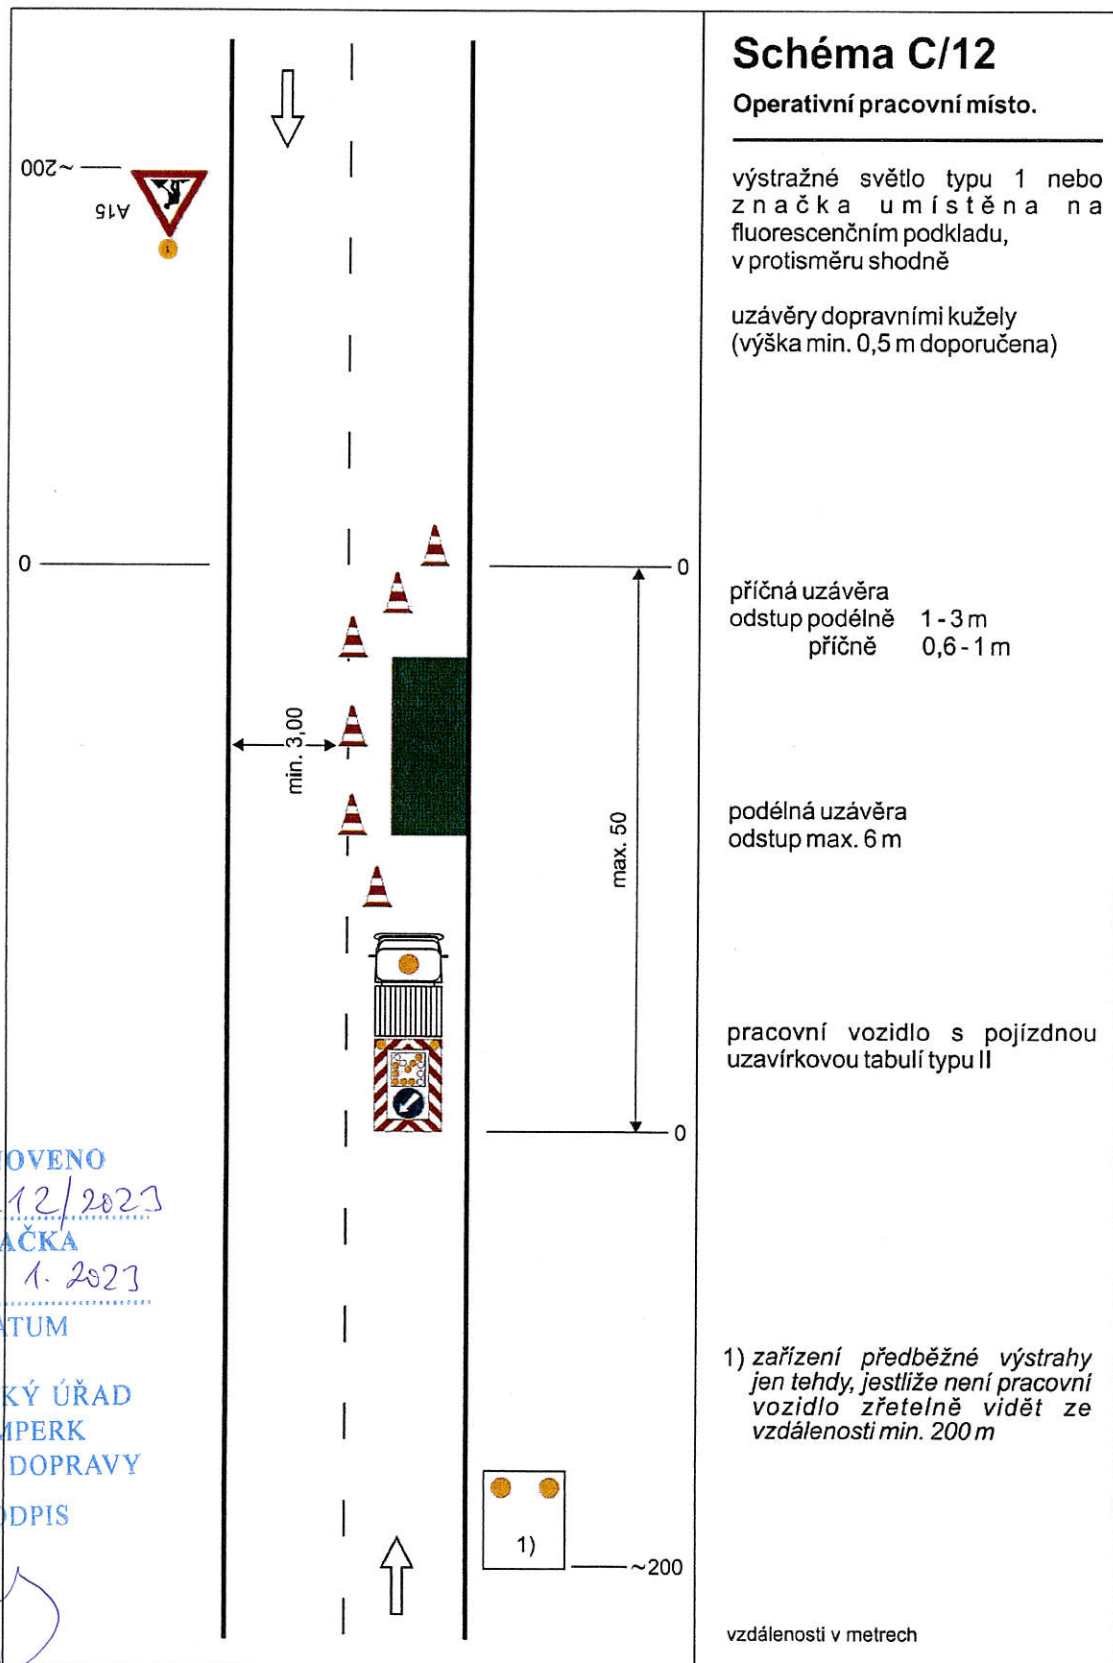 Schéma C/12
Operativní pracovní místo.
výstražné světlo typu 1 nebo
značka umístěna na
fluorescenčním podkladu,
v protisměru shodně
uzávěry dopravními kužely
(výška min. 0,5 m doporučena)
příčná uzávěra
odstup podélně 1 - 3 m
příčně 0,6 - 1 m
podélná uzávěra
odstup max. 6 m
pracovní vozidlo s pojízdnou
uzavírkovou tabulí typu II
1) zařízení předběžné výstrahy
jen tehdy, jestliže není pracovní
vozidlo zřetelně vidět ze
vzdálenosti min. 200 m
vzdálenosti v metrech
~200
A15
1
0
0
min. 3,00
max. 50
0
1)
~200
OVENO
12/2023
AČKA
1. 2023
ATUM
KÝ ÚŘAD
MPERK
DOPRAVY
ODPIS